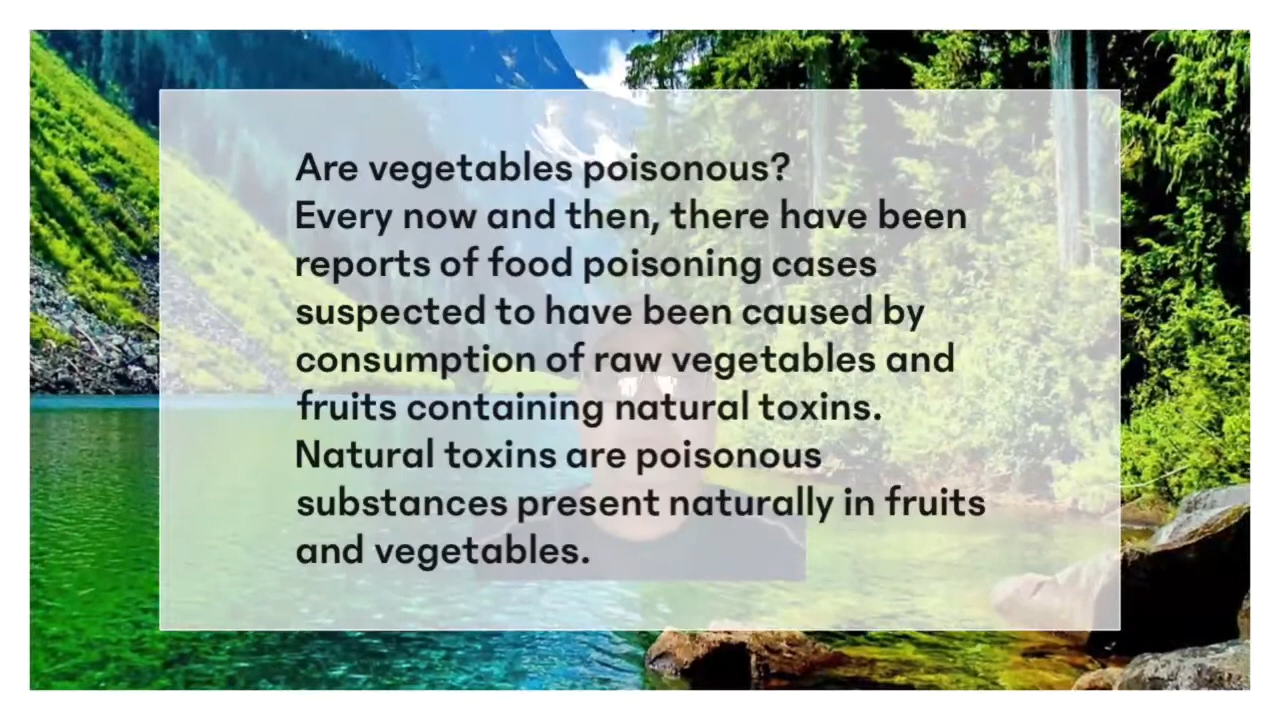 Are vegetables poisonous?
Every now and then, there have been
reports of food poisoning cases
suspected to have been caused by
consumption of raw vegetables and
fruits containing natural toxins.
Natural toxins are poisonous
substances present naturally in fruits
and vegetables.